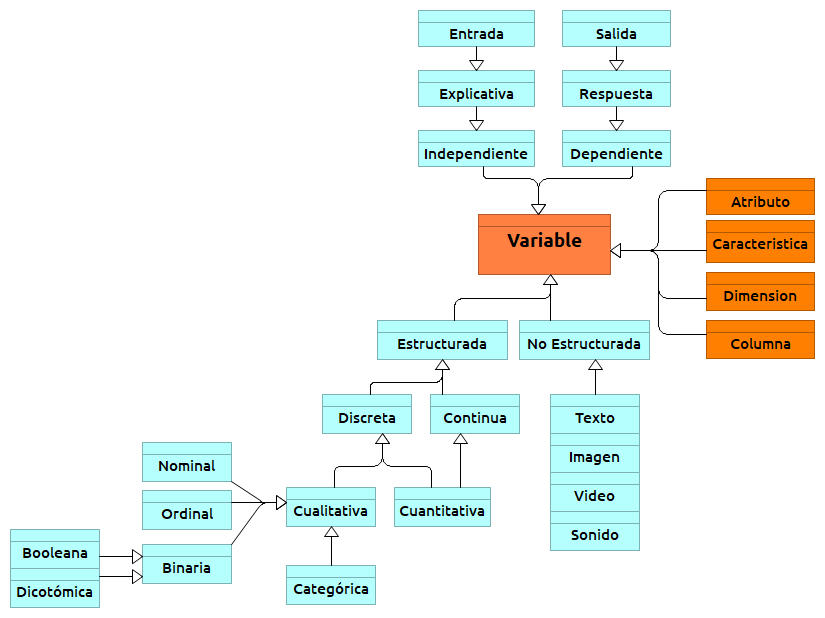 Entrada
Salida
Explicativa
Respuesta
Independiente
Dependiente
Atributo
Variable
Caracteristica
Dimension
Estructurada
No Estructurada
Columna
Discreta
Continua
Texto
Nominal
Imagen
Ordinal
Cualitativa
Cuantitativa
Video
Sonido
Booleana
Binaria
Dicotómica
Categórica